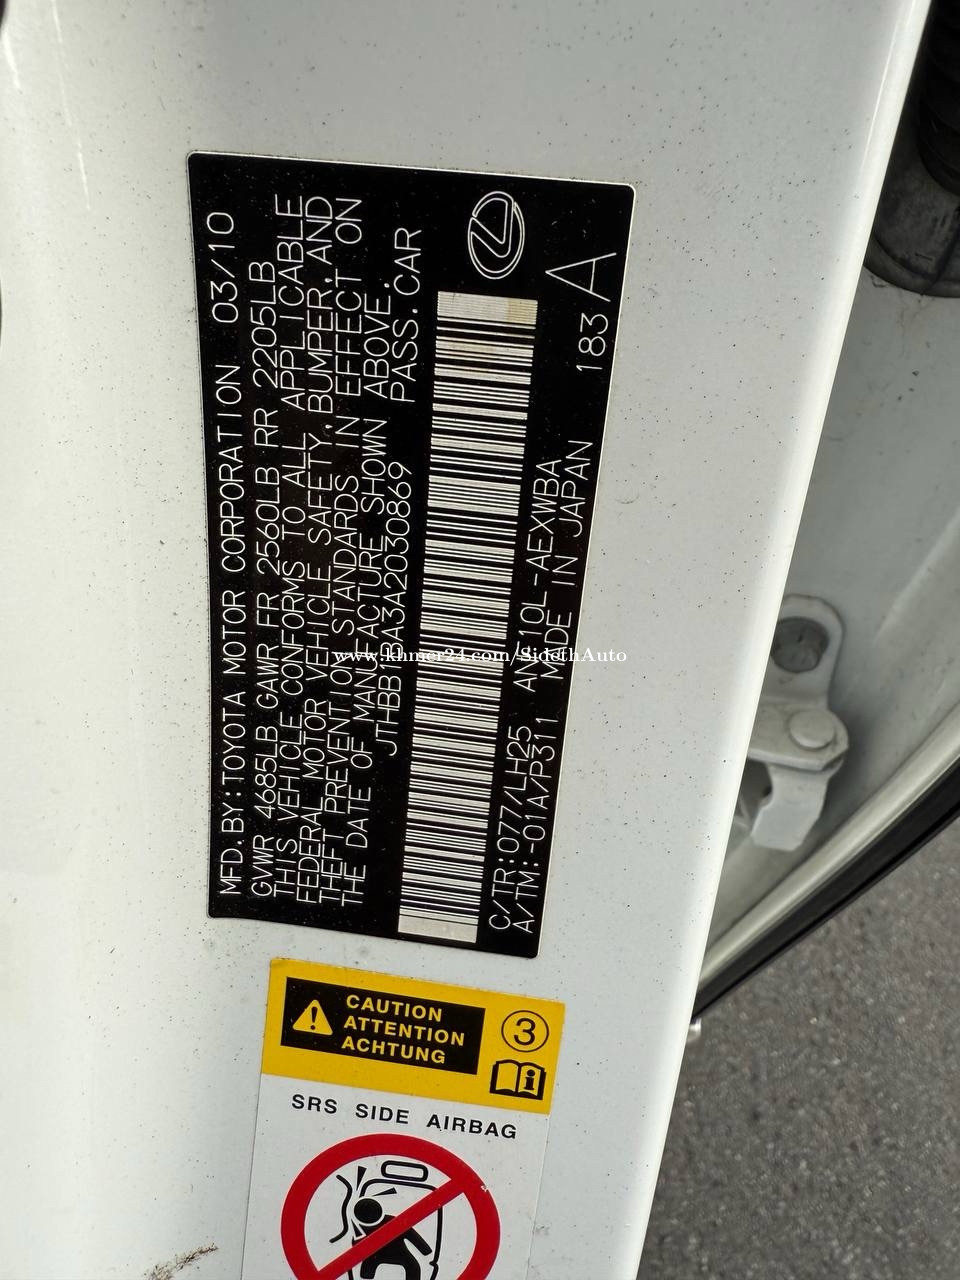 MFD.BY:TOYOTA MOTOR CORPORATION 03/10
GVWR 4685LB GAWR FR 2560LB RR 2205LB
THIS VEHICLE CONFORMS TO ALL APPLICABLE
FEDERAL MOTOR VEHICLE SAFETY, BUMPER, AND
THEFT PREVENTION STANDARDS IN EFFECT ON
THE DATE OF MANUFACTURE SHOWN ABOVE.
PASS.CAR
C/TR:077/LH25
A/TM:-01A/P311 MADE IN JAPAN
183 A
www.khmer24.com/SidethAuto
CAUTION
ATTENTION
ACHTUNG
3
i
SRS SIDE AIRBAG